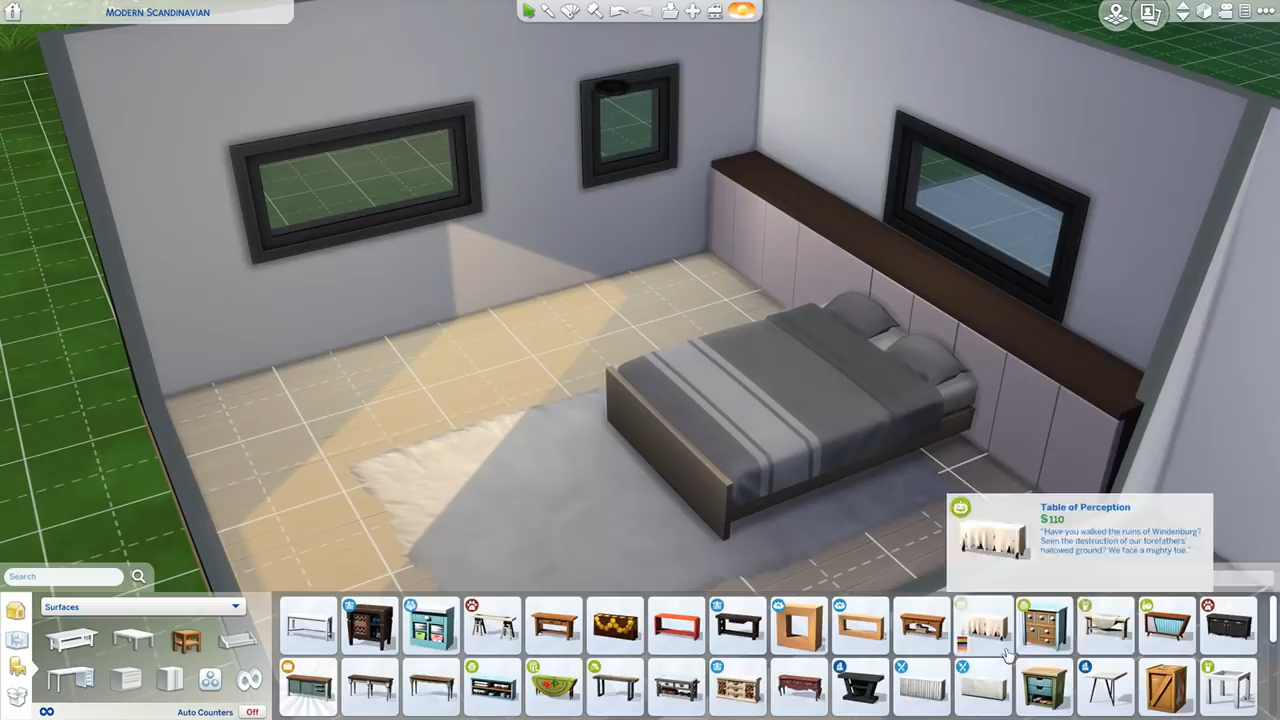 MODERN SCANDINAVIAN
Table of Perception
§110
"Have you walked the ruins of Windenburg?
Seen the destruction of our forefathers'
hallowed ground? We face a mighty foe."
Search
Surfaces
Auto Counters
Off